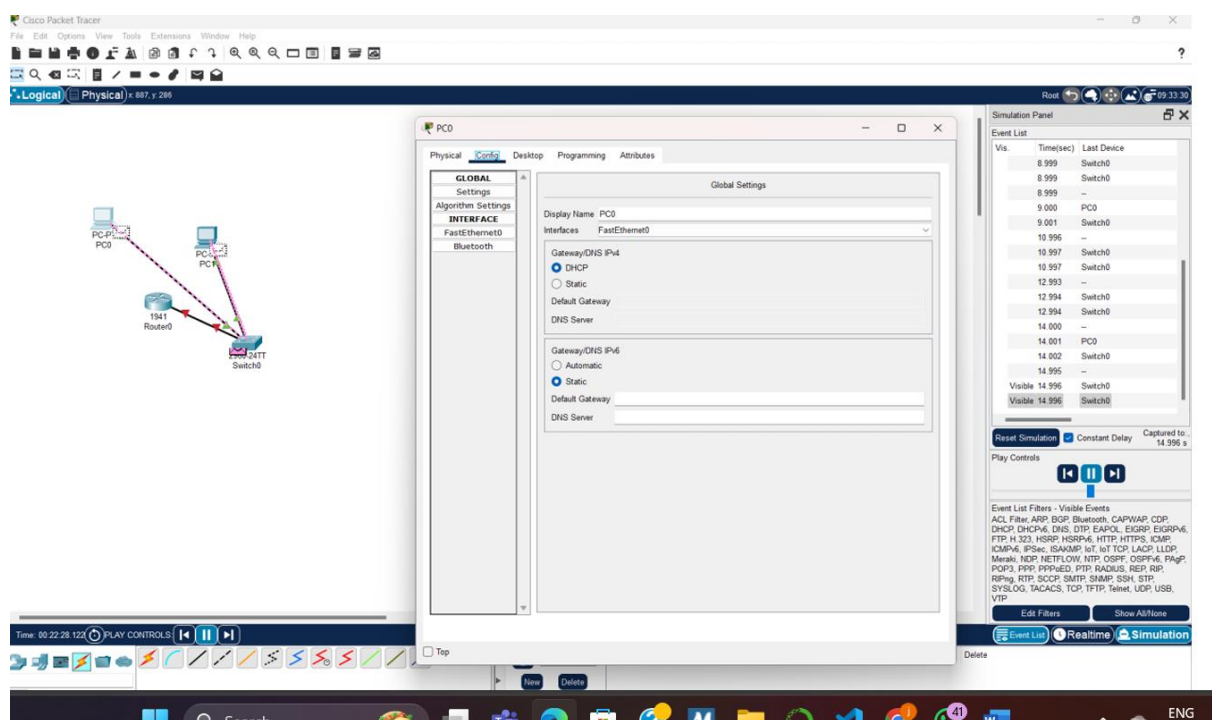 Cisco Packet Tracer
File Edit Options View Tools Extensions Window Help
?
Logical Physical x: 887, y: 286
Root 09:33:30
PC0
PC1
1941
Router0
Switch0
PC0
Physical Config Desktop Programming Attributes
GLOBAL
Settings
Algorithm Settings
INTERFACE
FastEthernet0
Bluetooth
Global Settings
Display Name PC0
Interfaces FastEthernet0
Gateway/DNS IPv4
DHCP
Static
Default Gateway
DNS Server
Gateway/DNS IPv6
Automatic
Static
Default Gateway
DNS Server
Top
Simulation Panel
Event List
Vis. Time(sec) Last Device
8.999 Switch0
8.999 Switch0
8.999 --
9.000 PC0
9.001 Switch0
10.996 --
10.997 Switch0
10.997 Switch0
12.993 --
12.994 Switch0
12.994 Switch0
14.000 --
14.001 PC0
14.002 Switch0
14.995 --
Visible 14.996 Switch0
Visible 14.996 Switch0
Reset Simulation Constant Delay Captured to:
14.996 s
Play Controls
Event List Filters - Visible Events
ACL Filter, ARP, BGP, Bluetooth, CAPWAP, CDP,
DHCP, DHCPv6, DNS, DTP, EAPOL, EIGRP, EIGRPv6,
FTP, H.323, HSRP, HSRPv6, HTTP, HTTPS, ICMP,
ICMPv6, IPSec, ISAKMP, IoT, IoT TCP, LACP, LLDP,
Meraki, NDP, NETFLOW, NTP, OSPF, OSPFv6, PAgP,
POP3, PPP, PPPoED, PTP, RADIUS, REP, RIP,
RIPng, RTP, SCCP, SMTP, SNMP, SSH, STP,
SYSLOG, TACACS, TCP, TFTP, Telnet, UDP, USB,
VTP
Edit Filters Show All/None
Time: 00:22:28.122 PLAY CONTROLS:
Event List Realtime Simulation
Delete
New Delete
Search
41
ENG